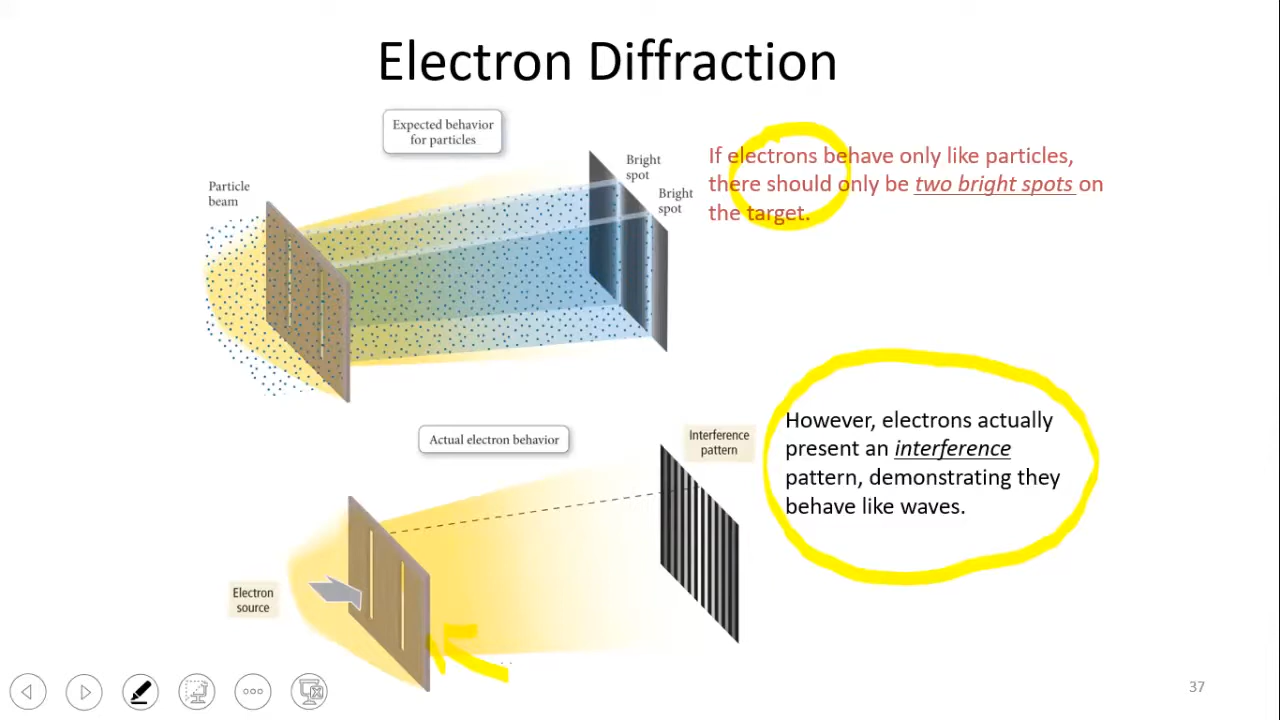 Electron Diffraction
Expected behavior
for particles
Particle
beam
Bright
spot
Bright
spot
If electrons behave only like particles,
there should only be two bright spots on
the target.
Actual electron behavior
Interference
pattern
However, electrons actually
present an interference
pattern, demonstrating they
behave like waves.
Electron
source
37